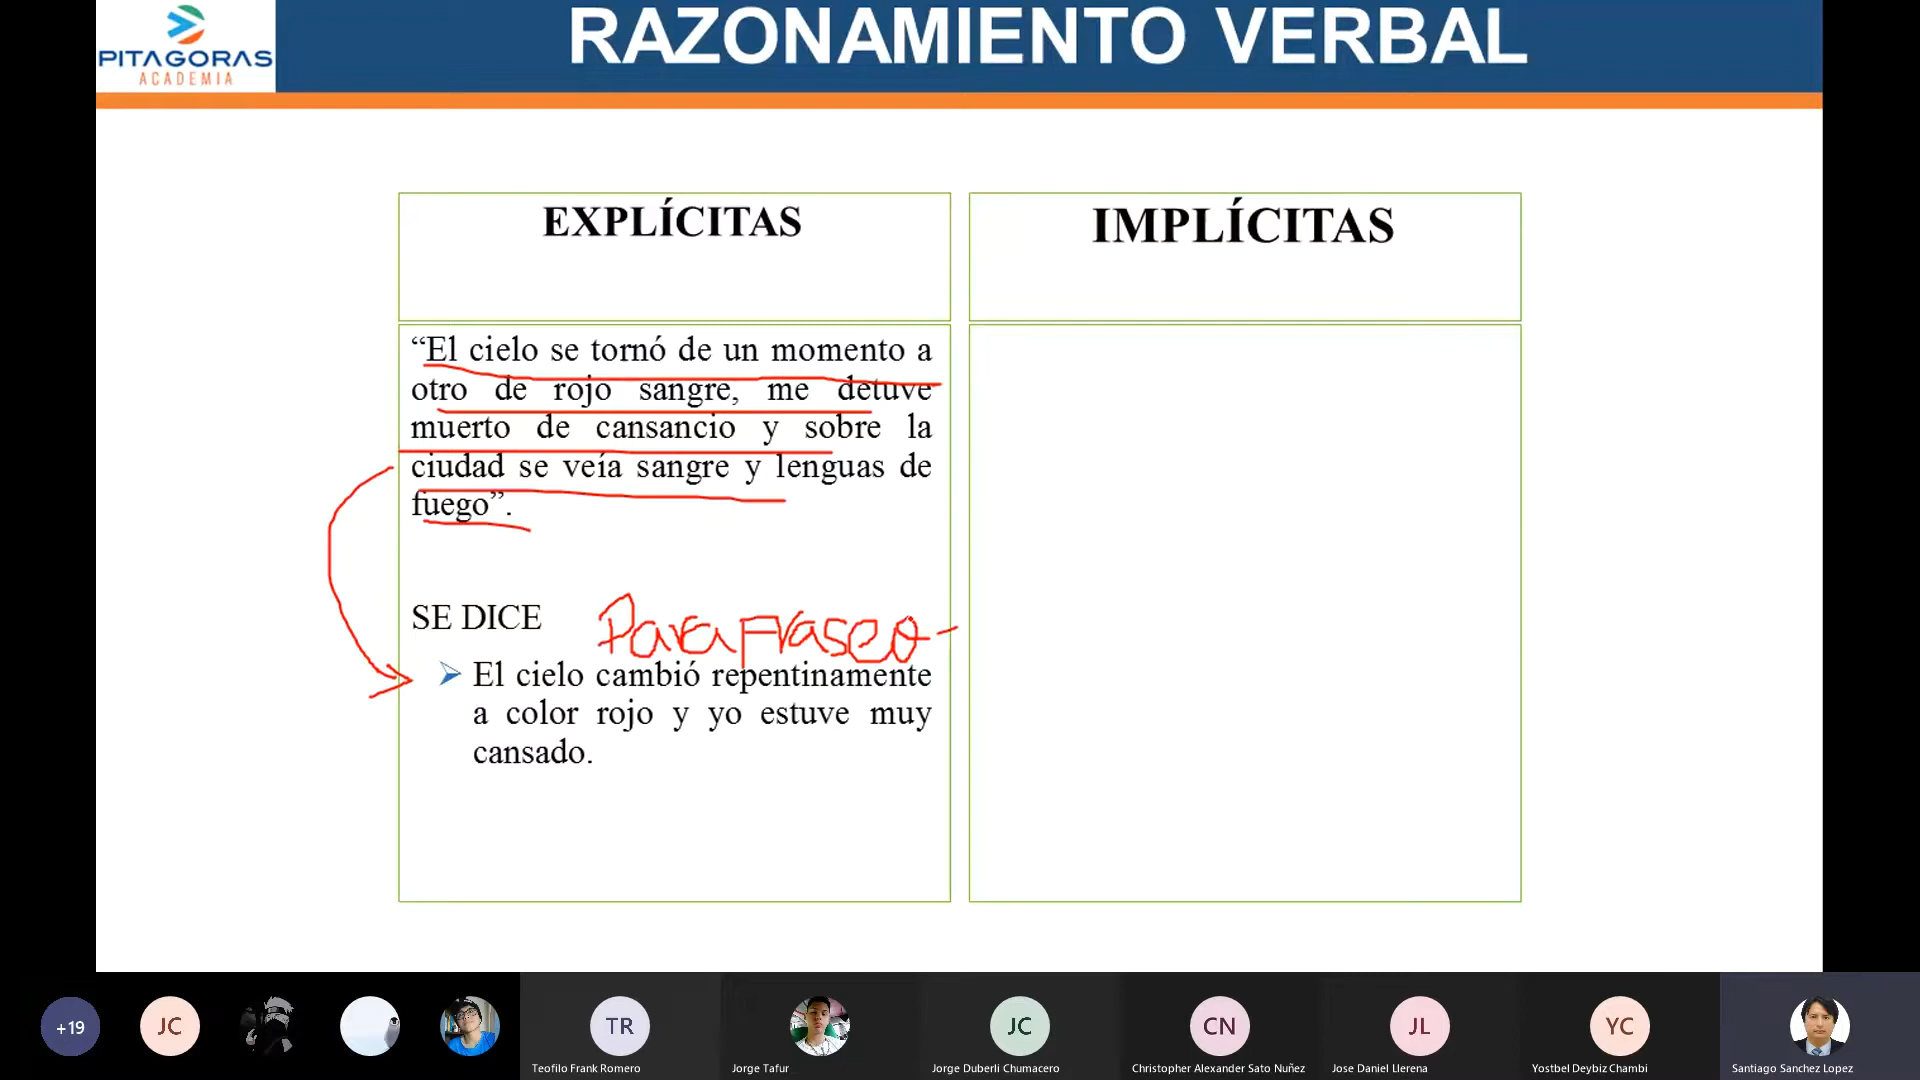 PITAGORAS
ACADEMIA
RAZONAMIENTO VERBAL
EXPLÍCITAS
“El cielo se tornó de un momento a
otro de rojo sangre, me detuve
muerto de cansancio y sobre la
ciudad se veía sangre y lenguas de
fuego”.
SE DICE
Parafraseo-
El cielo cambió repentinamente
a color rojo y yo estuve muy
cansado.
IMPLÍCITAS
+19
JC
TR
JC
CN
JL
YC
Teofilo Frank Romero
Jorge Tafur
Jorge Duberli Chumacero
Christopher Alexander Sato Nuñez
Jose Daniel Llerena
Yostbel Deybiz Chambi
Santiago Sanchez Lopez